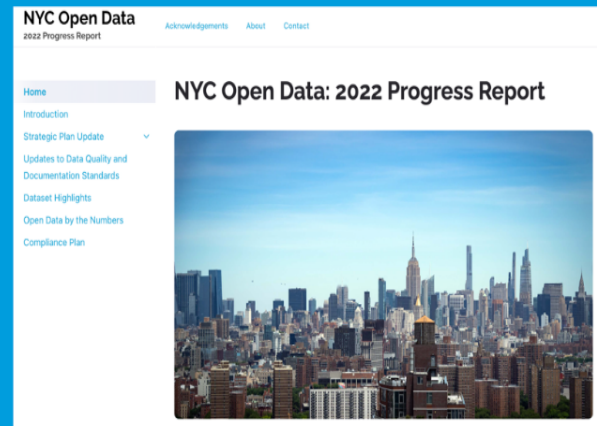 NYC Open Data
2022 Progress Report
Acknowledgements About Contact
Home
Introduction
Strategic Plan Update
Updates to Data Quality and
Documentation Standards
Dataset Highlights
Open Data by the Numbers
Compliance Plan
NYC Open Data: 2022 Progress Report